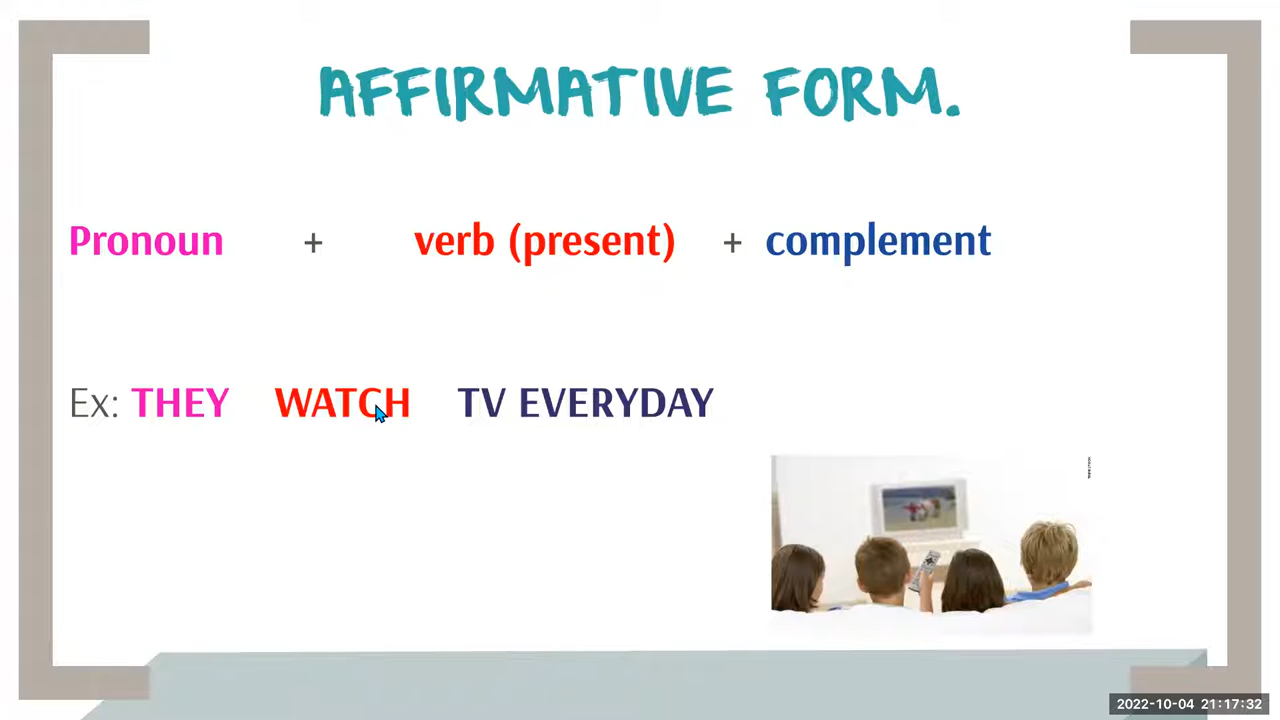 AFFIRMATIVE FORM.
Pronoun + verb (present) + complement
Ex: THEY WATCH TV EVERYDAY
2022-10-04 21:17:32